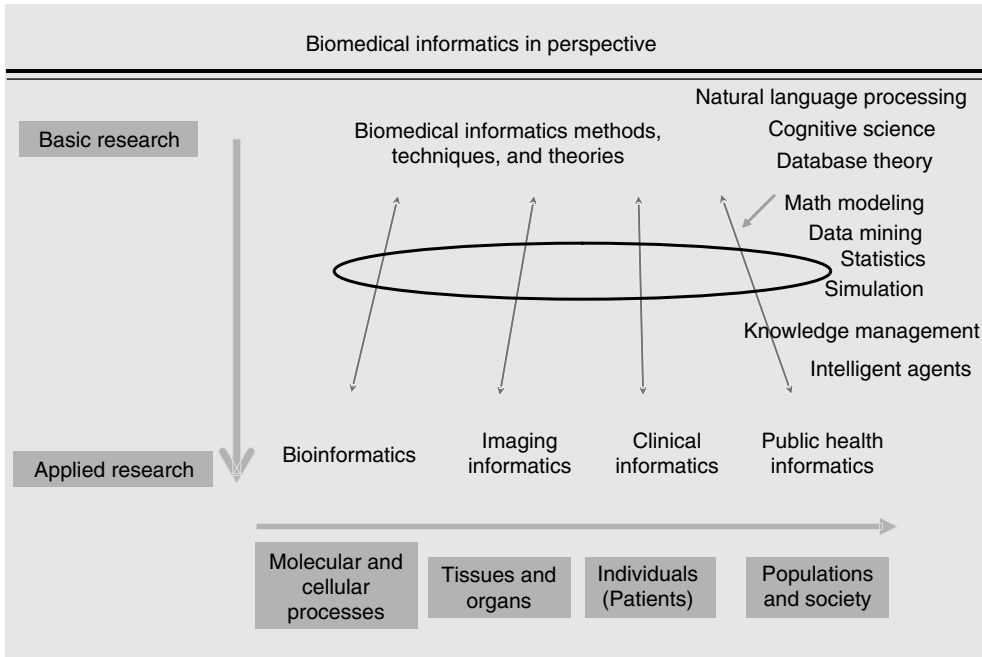 Biomedical informatics in perspective
Basic research
Biomedical informatics methods,
techniques, and theories
Natural language processing
Cognitive science
Database theory
Math modeling
Data mining
Statistics
Simulation
Knowledge management
Intelligent agents
Applied research
Bioinformatics
Imaging
informatics
Clinical
informatics
Public health
informatics
Molecular and
cellular
processes
Tissues and
organs
Individuals
(Patients)
Populations
and society